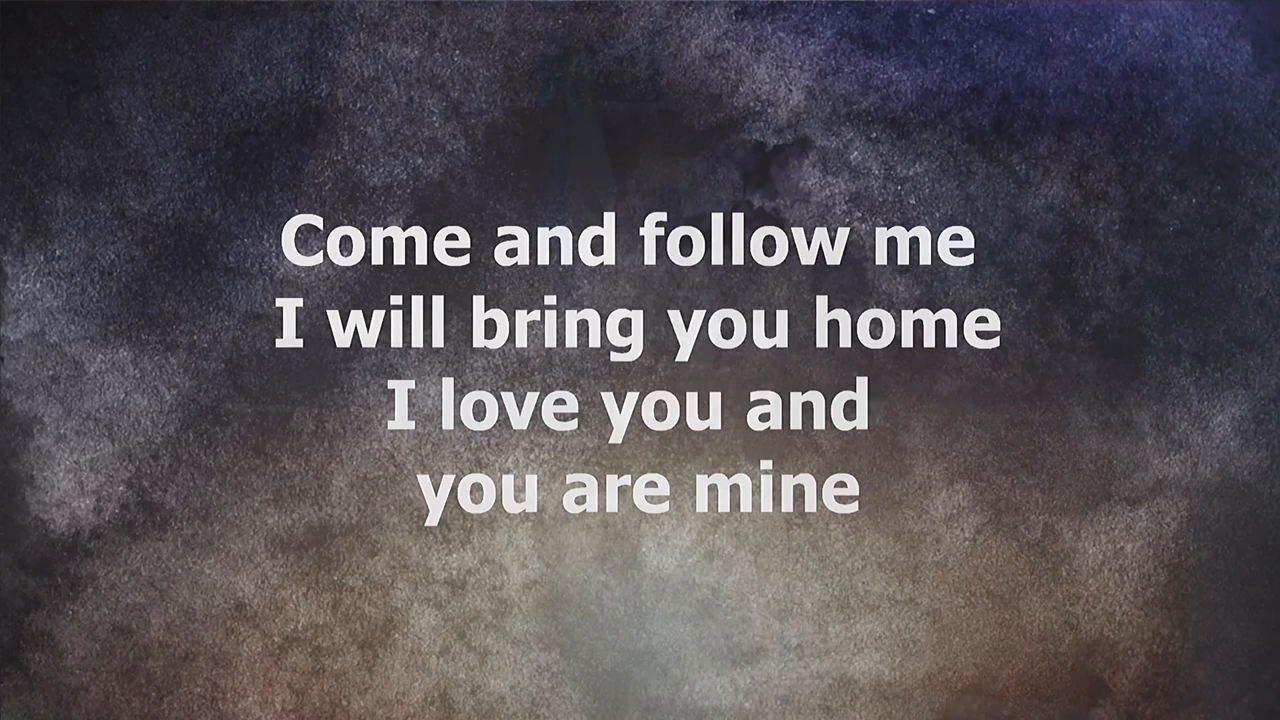 Come and follow me
I will bring you home
I love you and
you are mine